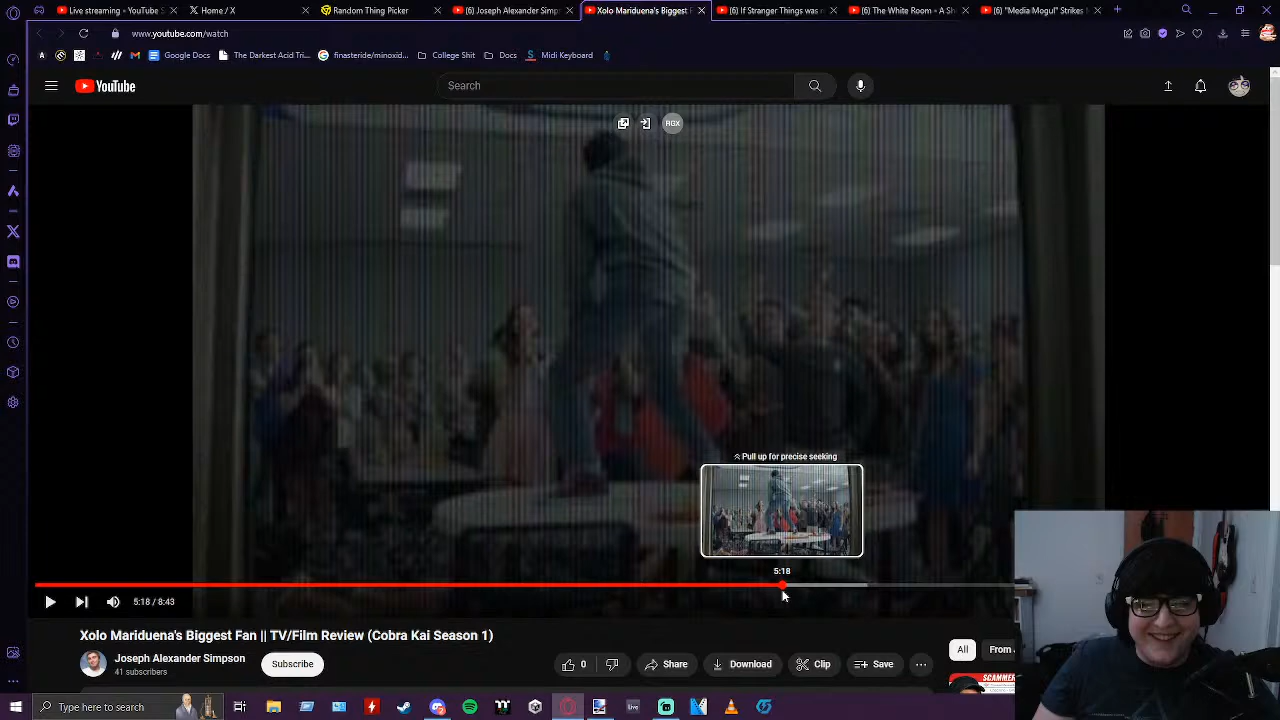 Live streaming - YouTube S
Home / X
Random Thing Picker
(6) Joseph Alexander Simps
Xolo Mariduena's Biggest F
(6) If Stranger Things was n
(6) The White Room - A Sh
(6) "Media Mogul" Strikes
www.youtube.com/watch
Google Docs
The Darkest Acid Tri...
finasteride/minoxid...
College Shit
Docs
Midi Keyboard
YouTube
Search
RGX
Pull up for precise seeking
5:18
5:18 / 8:43
Xolo Mariduena's Biggest Fan || TV/Film Review (Cobra Kai Season 1)
Joseph Alexander Simpson
41 subscribers
Subscribe
0
Share
Download
Clip
Save
All
From
SCAMMER
Type here to search